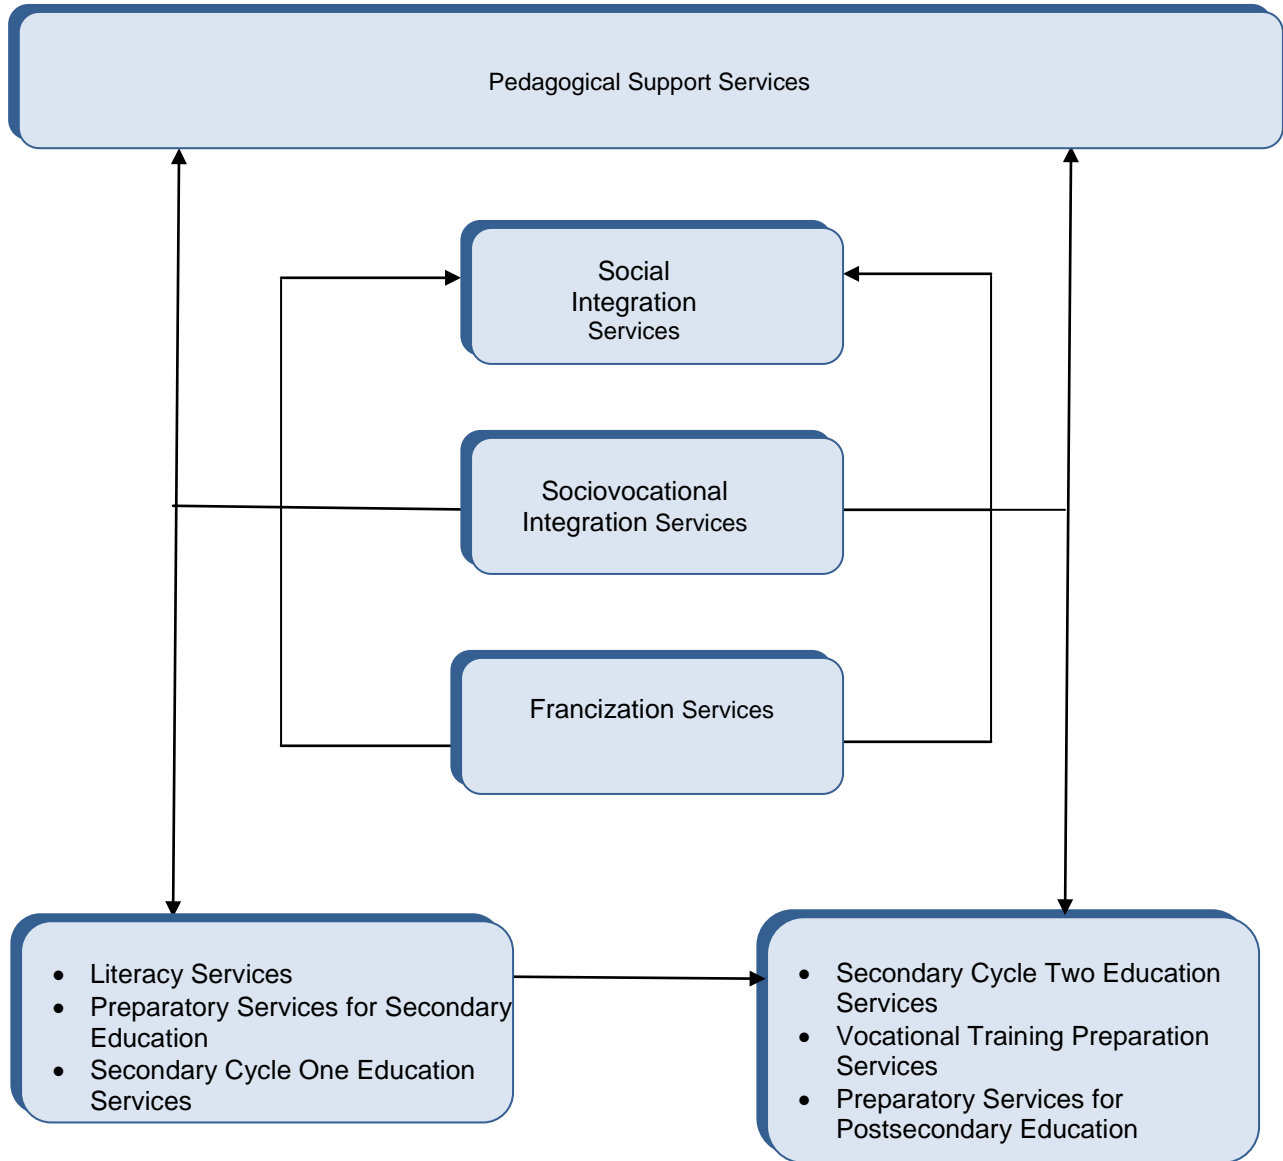 Pedagogical Support Services
Social
Integration
Services
Sociovocational
Integration Services
Francization Services
• Literacy Services
• Preparatory Services for Secondary
Education
• Secondary Cycle One Education
Services
• Secondary Cycle Two Education
Services
• Vocational Training Preparation
Services
• Preparatory Services for
Postsecondary Education